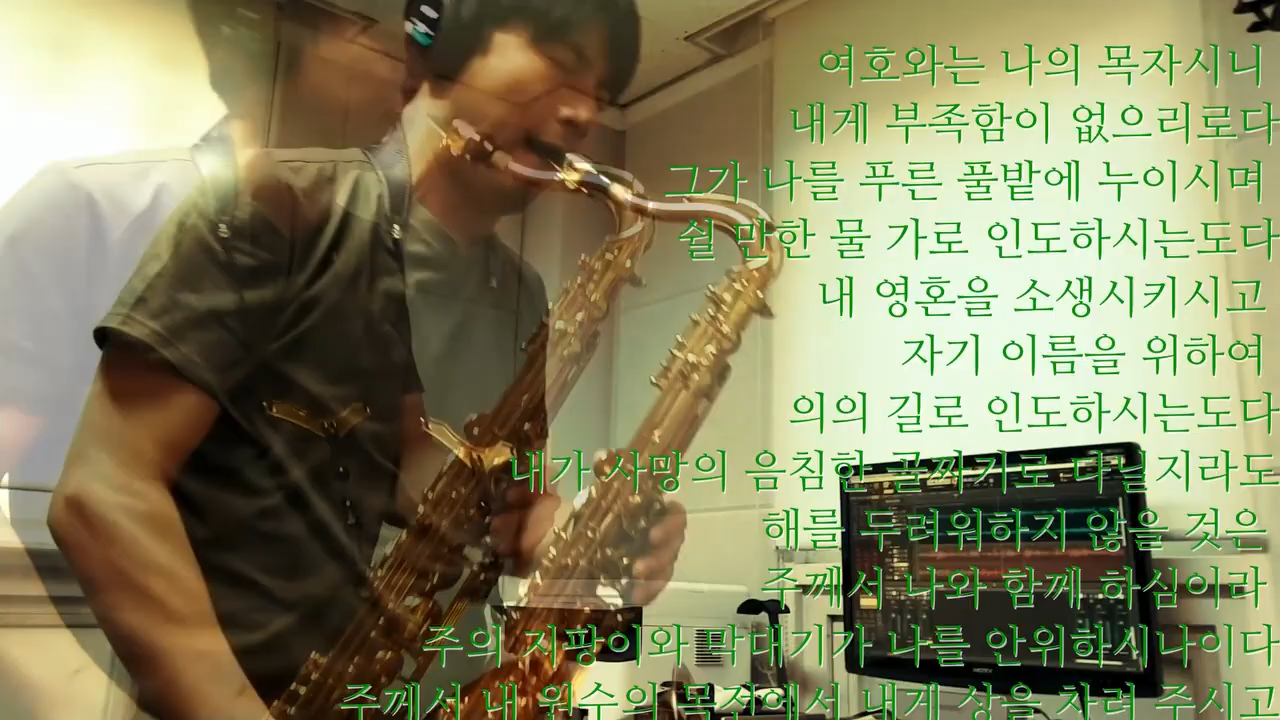 여호와는 나의 목자시니
내게 부족함이 없으리로다
그가 나를 푸른 풀밭에 누이시며
쉴 만한 물 가로 인도하시는도다
내 영혼을 소생시키시고
자기 이름을 위하여
의의 길로 인도하시는도다
내가 사망의 음침한 골짜기로 다닐지라도
해를 두려워하지 않을 것은
주께서 나와 함께 하심이라
주의 지팡이와 막대기가 나를 안위하시나이다
주께서 내 원수의 목전에서 내게 상을 차려 주시고